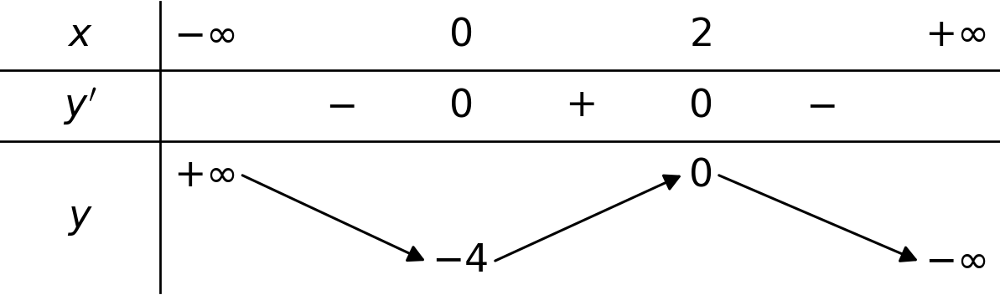 x −∞ 0 2 +∞
y′ − 0 + 0 −
+∞ 0
y
−4 −∞